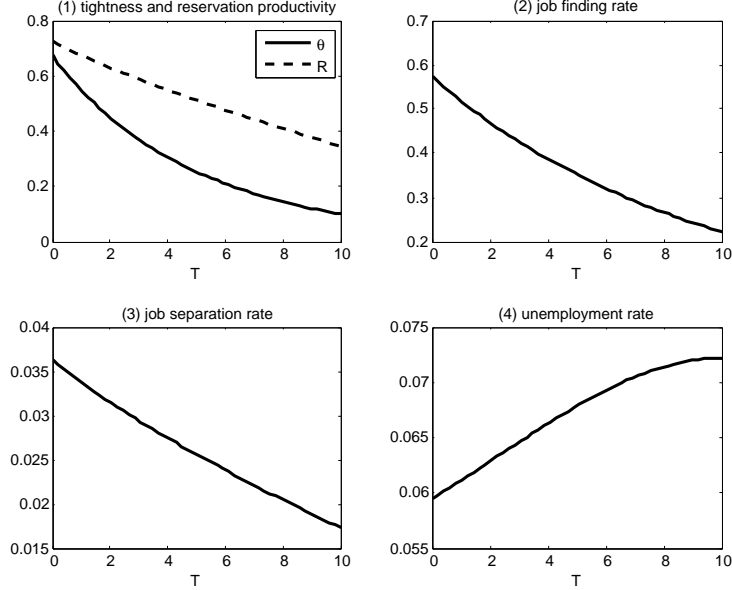 (1) tightness and reservation productivity
0.8
0.6
0.4
0.2
0
0 2 4 6 8 10
T
θ
R
(2) job finding rate
0.7
0.6
0.5
0.4
0.3
0.2
0 2 4 6 8 10
T
(3) job separation rate
0.04
0.035
0.03
0.025
0.02
0.015
0 2 4 6 8 10
T
(4) unemployment rate
0.075
0.07
0.065
0.06
0.055
0 2 4 6 8 10
T